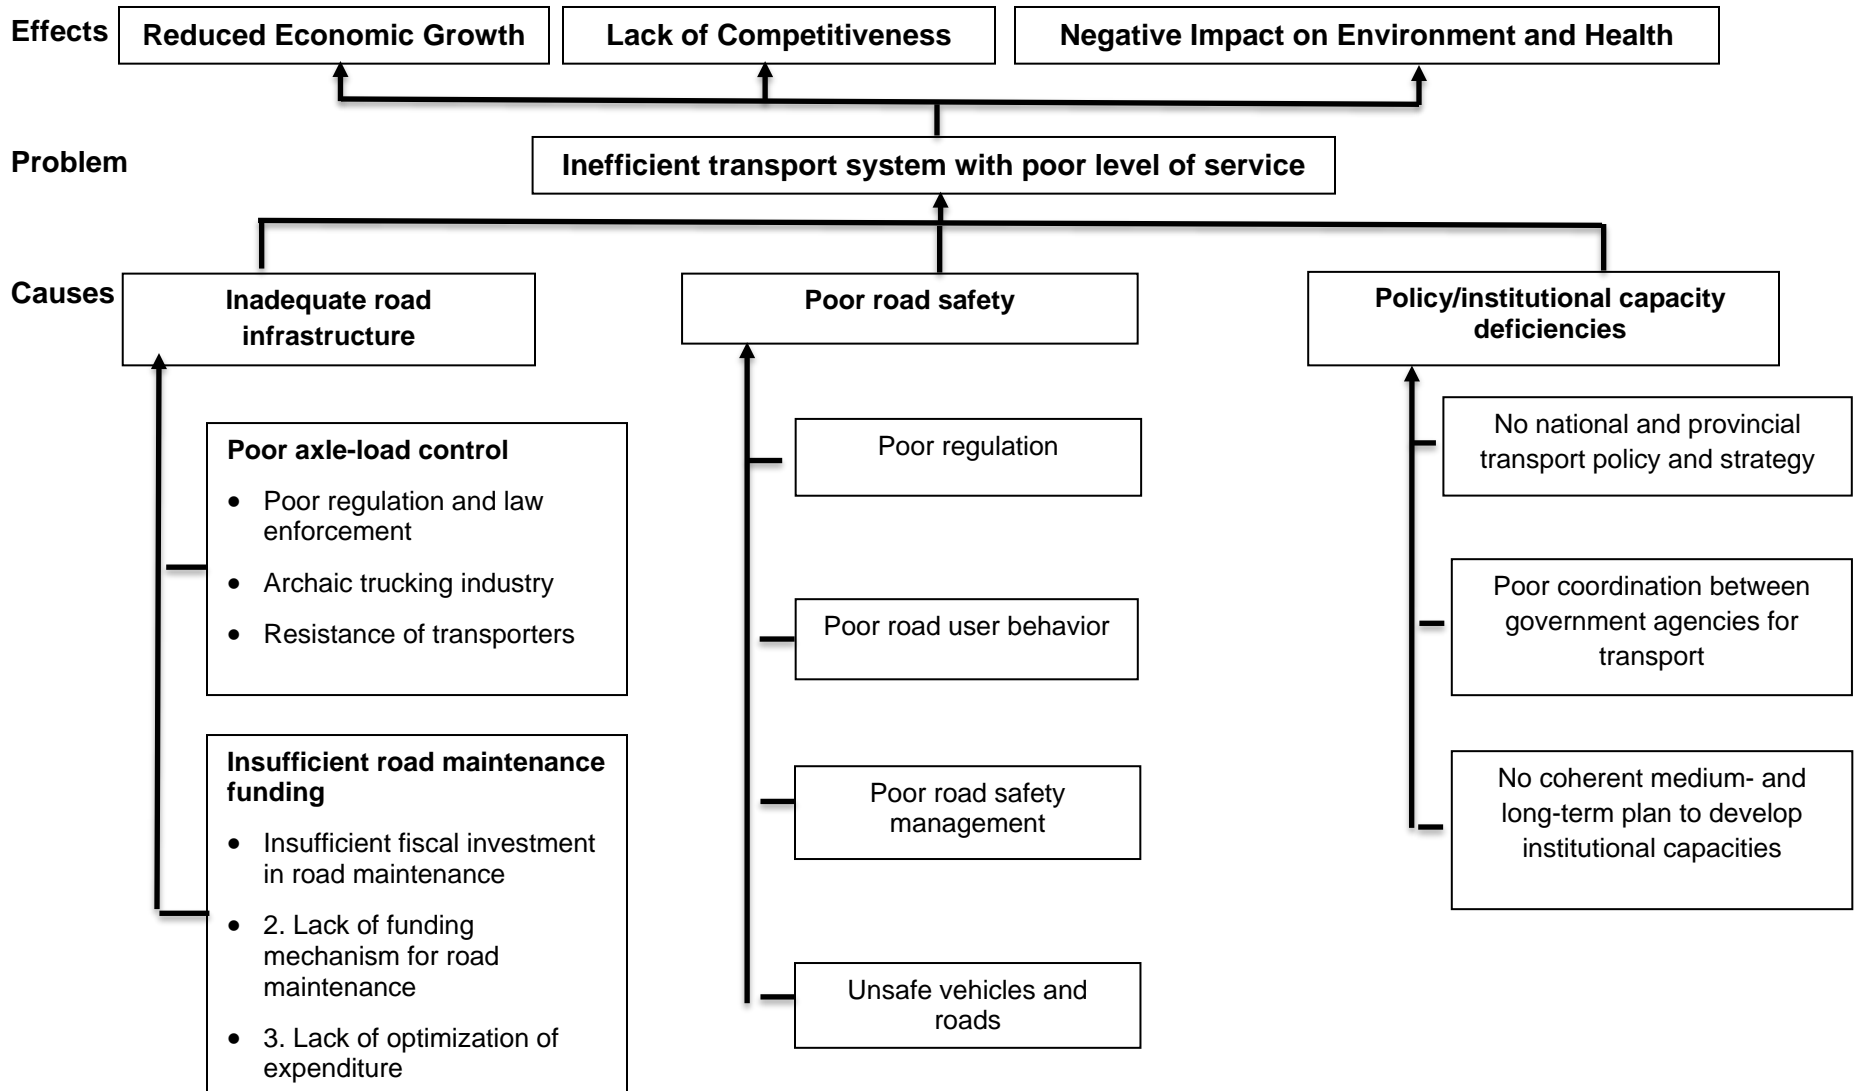 Effects
Reduced Economic Growth
Lack of Competitiveness
Negative Impact on Environment and Health
Problem
Inefficient transport system with poor level of service
Causes
Inadequate road
infrastructure
Poor road safety
Policy/institutional capacity
deficiencies
Poor axle-load control
• Poor regulation and law
enforcement
• Archaic trucking industry
• Resistance of transporters
Insufficient road maintenance
funding
• Insufficient fiscal investment
in road maintenance
• 2. Lack of funding
mechanism for road
maintenance
• 3. Lack of optimization of
expenditure
Poor regulation
Poor road user behavior
Poor road safety
management
Unsafe vehicles and
roads
No national and provincial
transport policy and strategy
Poor coordination between
government agencies for
transport
No coherent medium- and
long-term plan to develop
institutional capacities